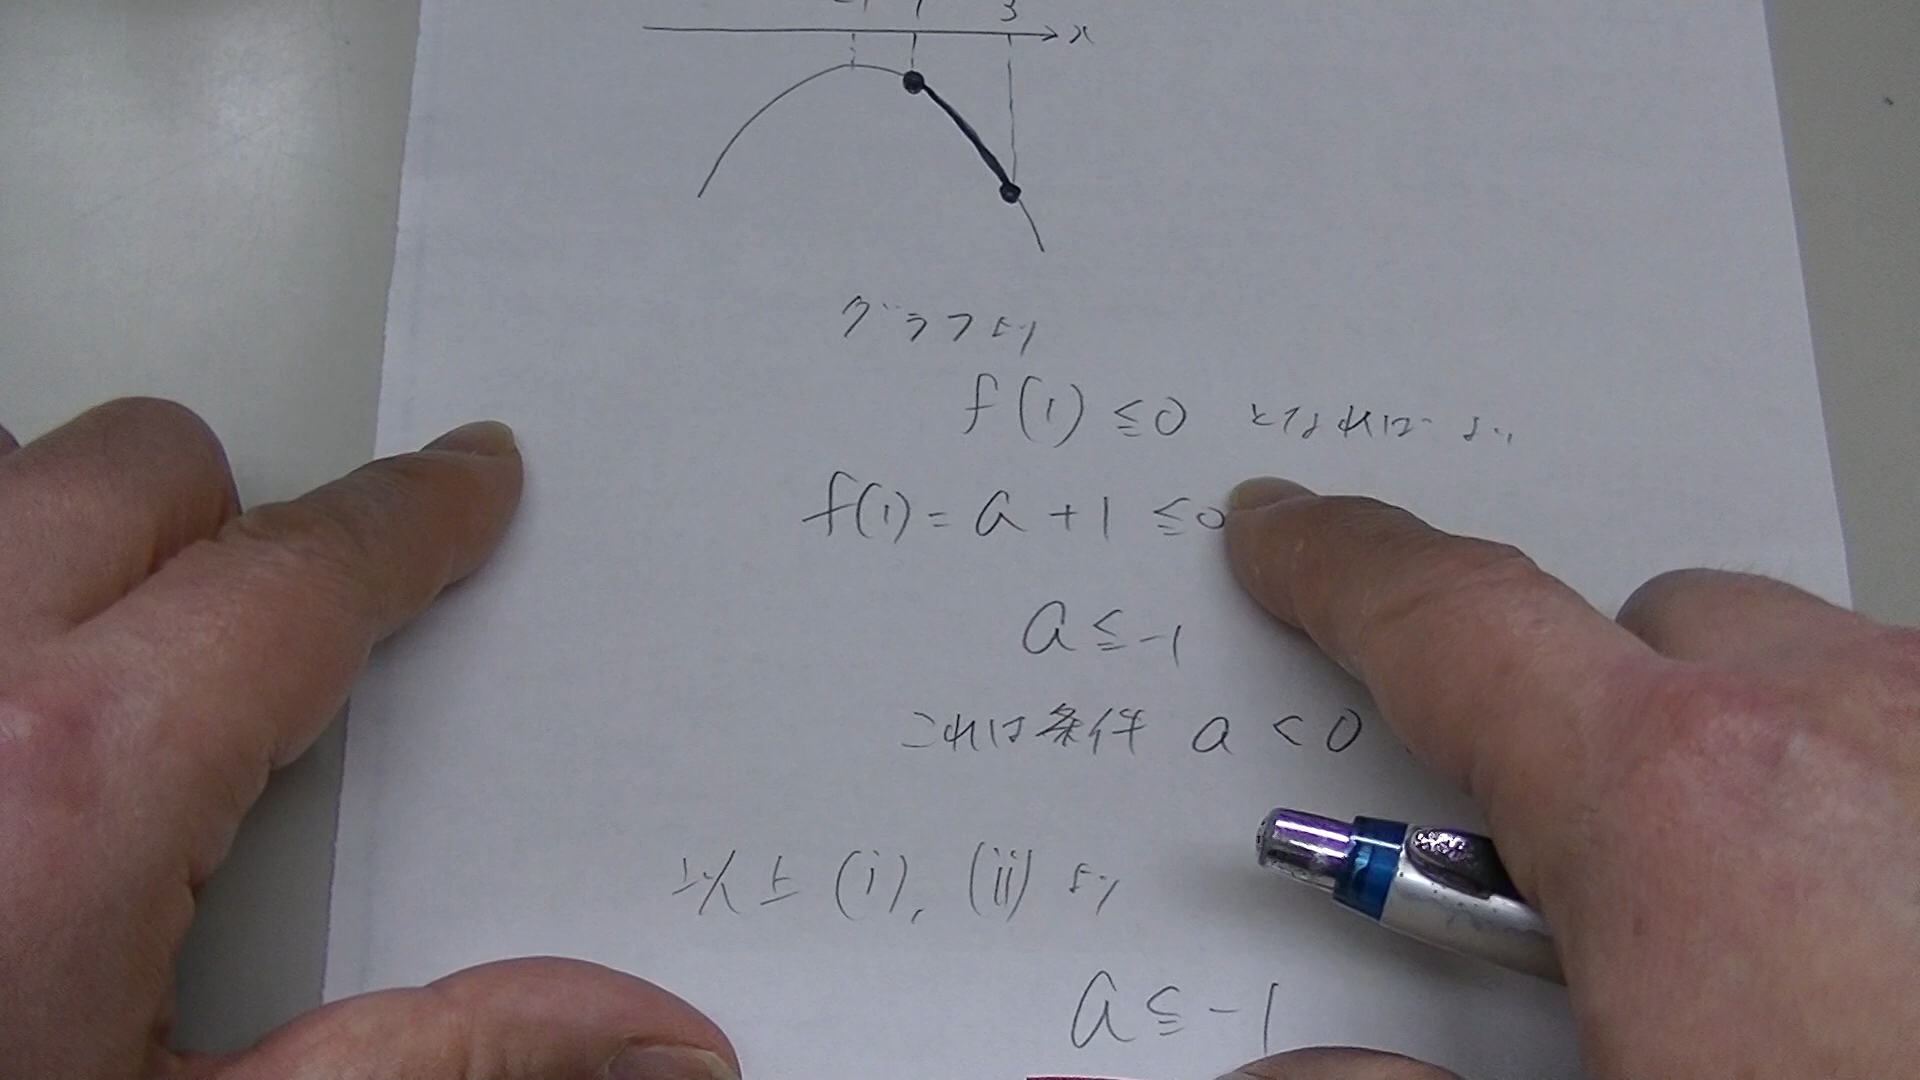 1 3
x
グラフより
f(1)≦0 となればよい
f(1)=a+1≦0
a≦-1
これは条件 a<0
以上(i),(ii)より
a≦-1